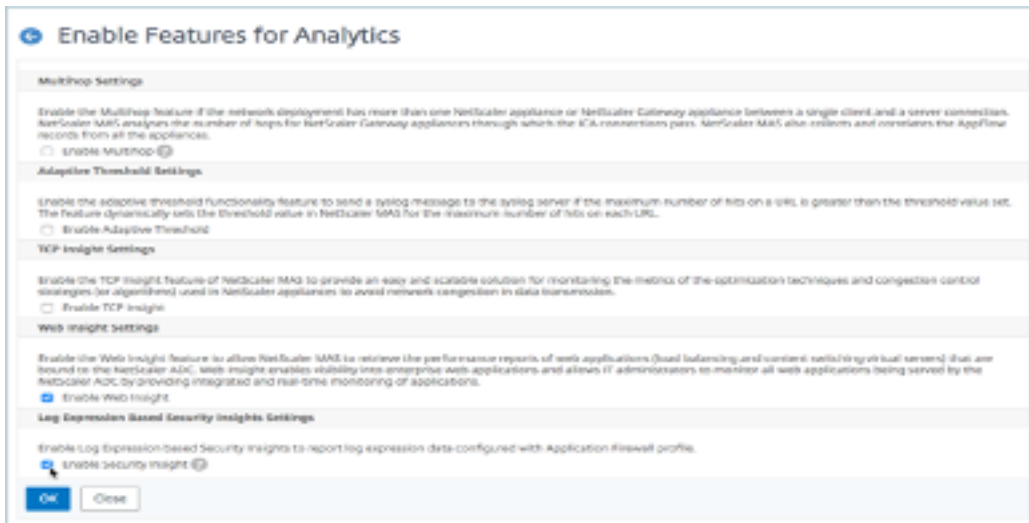 Enable Features for Analytics
Multihop Settings
Enable the Multihop feature if the network deployment has more than one NetScaler appliance or NetScaler Gateway appliance between a single client and a server connection.
NetScaler MAS analyses the number of hops for NetScaler Gateway appliances through which the ICA connections pass. NetScaler MAS also collects and correlates the AppFlow
records from all the appliances.
Enable Multihop
Adaptive Threshold Settings
Enable the adaptive threshold functionality feature to send a syslog message to the syslog server if the maximum number of hits on a URL is greater than the threshold value set.
The feature dynamically sets the threshold value in NetScaler MAS for the maximum number of hits on each URL.
Enable Adaptive Threshold
TCP Insight Settings
Enable the TCP Insight feature of NetScaler MAS to provide an easy and scalable solution for monitoring the metrics of the optimization techniques and congestion control
strategies (or algorithms) used in NetScaler appliances to avoid network congestion in data transmission.
Enable TCP Insight
Web Insight Settings
Enable the Web Insight feature to allow NetScaler MAS to retrieve the performance reports of web applications (load balancing and content switching virtual servers) that are
bound to the NetScaler ADC. Web Insight enables visibility into enterprise web applications and allows IT administrators to monitor all web applications being served by the
NetScaler ADC by providing integrated and real-time monitoring of applications.
Enable Web Insight
Log Expression Based Security Insights Settings
Enable Log Expression based Security Insights to report log expression data configured with Application Firewall profile.
Enable Security Insight
OK Close